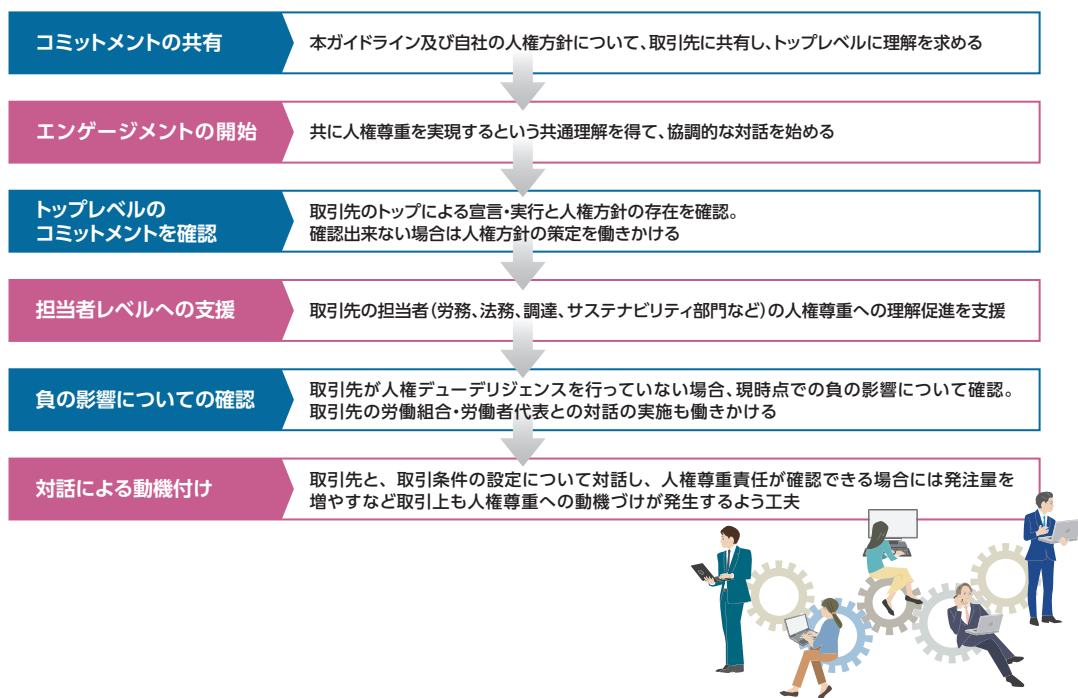 コミットメントの共有
本ガイドライン及び自社の人権方針について、取引先に共有し、トップレベルに理解を求める
エンゲージメントの開始
共に人権尊重を実現するという共通理解を得て、協調的な対話を始める
トップレベルの
コミットメントを確認
取引先のトップによる宣言・実行と人権方針の存在を確認。
確認出来ない場合は人権方針の策定を働きかける
担当者レベルへの支援
取引先の担当者(労務、法務、調達、サステナビリティ部門など)の人権尊重への理解促進を支援
負の影響についての確認
取引先が人権デューデリジェンスを行っていない場合、現時点での負の影響について確認。
取引先の労働組合・労働者代表との対話の実施も働きかける
対話による動機付け
取引先と、取引条件の設定について対話し、人権尊重責任が確認できる場合には発注量を
増やすなど取引上も人権尊重への動機づけが発生するよう工夫